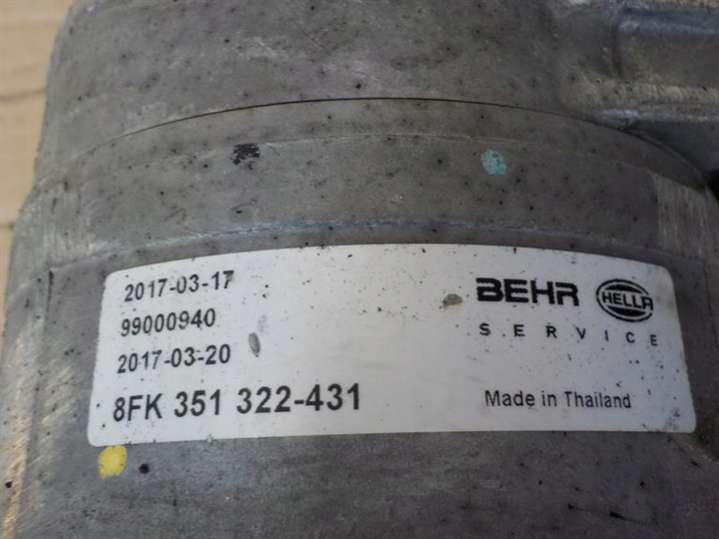 2017-03-17
99000940
2017-03-20
8FK 351 322-431
BEHR HELLA
SERVICE
Made in Thailand